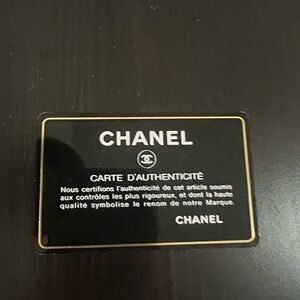 CHANEL
CARTE D'AUTHENTICITÉ
Nous certifions l'authenticité de cet article soumis
aux contrôles les plus rigoureux, et dont la haute
qualité symbolise le renom de notre Marque.
CHANEL